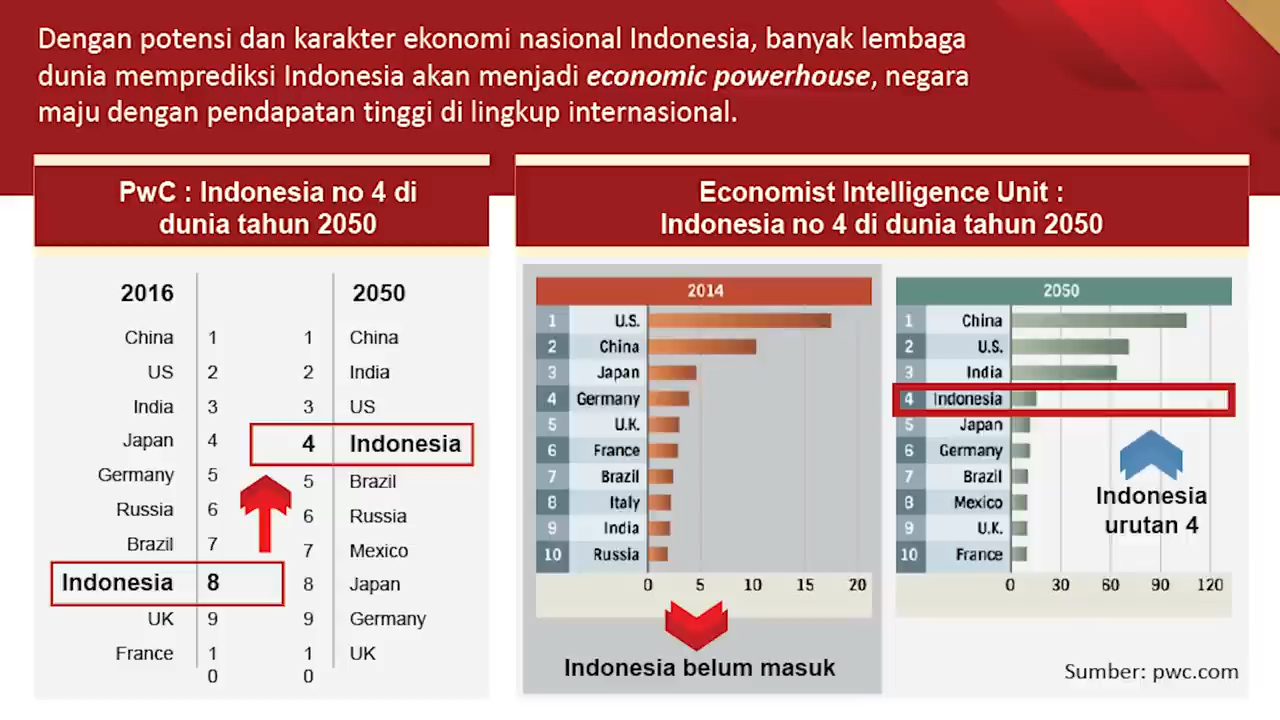 Dengan potensi dan karakter ekonomi nasional Indonesia, banyak lembaga
dunia memprediksi Indonesia akan menjadi economic powerhouse, negara
maju dengan pendapatan tinggi di lingkup internasional.
PwC : Indonesia no 4 di
dunia tahun 2050
2016 2050
China 1 1 China
US 2 2 India
India 3 3 US
Japan 4 4 Indonesia
Germany 5 5 Brazil
Russia 6 6 Russia
Brazil 7 7 Mexico
Indonesia 8 8 Japan
UK 9 9 Germany
France 10 10 UK
Economist Intelligence Unit :
Indonesia no 4 di dunia tahun 2050
2014
1 U.S.
2 China
3 Japan
4 Germany
5 U.K.
6 France
7 Brazil
8 Italy
9 India
10 Russia
0 5 10 15 20
Indonesia belum masuk
2050
1 China
2 U.S.
3 India
4 Indonesia
5 Japan
6 Germany
7 Brazil
8 Mexico
9 U.K.
10 France
0 30 60 90 120
Indonesia
urutan 4
Sumber: pwc.com